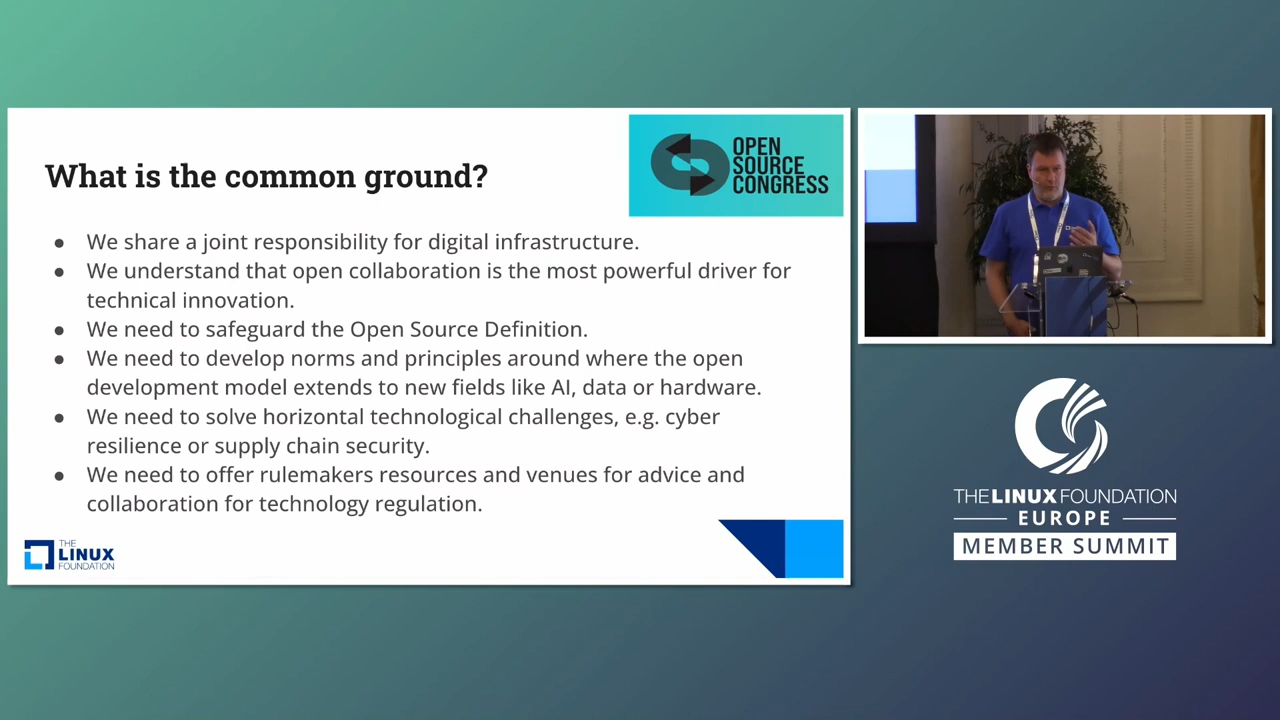 What is the common ground?
OPEN
SOURCE
CONGRESS
● We share a joint responsibility for digital infrastructure.
● We understand that open collaboration is the most powerful driver for
technical innovation.
● We need to safeguard the Open Source Definition.
● We need to develop norms and principles around where the open
development model extends to new fields like AI, data or hardware.
● We need to solve horizontal technological challenges, e.g. cyber
resilience or supply chain security.
● We need to offer rulemakers resources and venues for advice and
collaboration for technology regulation.
THE
LINUX
FOUNDATION
THE LINUX FOUNDATION
EUROPE
MEMBER SUMMIT